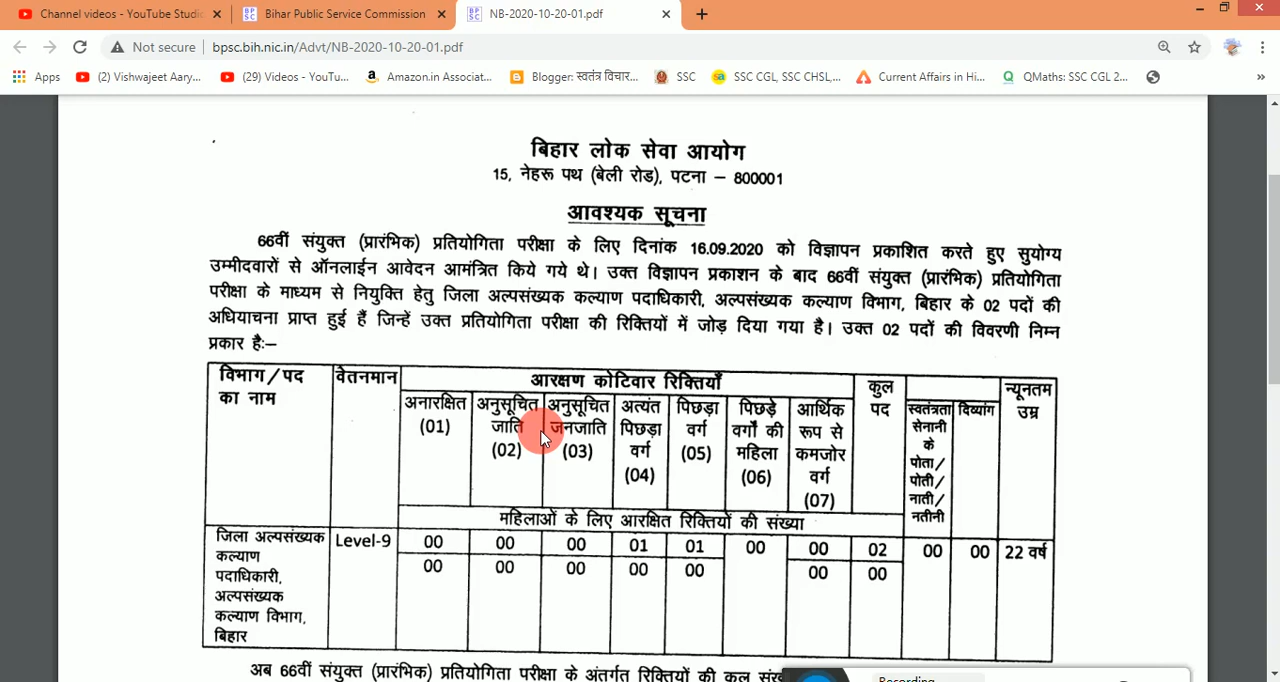 Channel videos - YouTube Studi
Bihar Public Service Commission
NB-2020-10-20-01.pdf
Not secure bpsc.bih.nic.in/Advt/NB-2020-10-20-01.pdf
Apps (2) Vishwajeet Aary... (29) Videos - YouTu... Amazon.in Associat... Blogger: स्वतंत्र विचार... SSC SSC CGL, SSC CHSL,... Current Affairs in Hi... QMaths: SSC CGL 2...
बिहार लोक सेवा आयोग
15, नेहरू पथ (बेली रोड), पटना – 800001
आवश्यक सूचना
66वीं संयुक्त (प्रारंभिक) प्रतियोगिता परीक्षा के लिए दिनांक 16.09.2020 को विज्ञापन प्रकाशित करते हुए सुयोग्य
उम्मीदवारों से ऑनलाईन आवेदन आमंत्रित किये गये थे। उक्त विज्ञापन प्रकाशन के बाद 66वीं संयुक्त (प्रारंभिक) प्रतियोगिता
परीक्षा के माध्यम से नियुक्ति हेतु जिला अल्पसंख्यक कल्याण पदाधिकारी, अल्पसंख्यक कल्याण विभाग, बिहार के 02 पदों की
अधियाचना प्राप्त हुई हैं जिन्हें उक्त प्रतियोगिता परीक्षा की रिक्तियों में जोड़ दिया गया है। उक्त 02 पदों की विवरणी निम्न
प्रकार हैः–
विभाग/पद का नाम
वेतनमान
आरक्षण कोटिवार रिक्तियाँ
कुल पद
न्यूनतम उम्र
अनारक्षित (01)
अनुसूचित जाति (02)
अनुसूचित जनजाति (03)
अत्यंत पिछड़ा वर्ग (04)
पिछड़ा वर्ग (05)
पिछड़े वर्गों की महिला (06)
आर्थिक रूप से कमजोर वर्ग (07)
स्वतंत्रता सेनानी के पोता/ पोती/ नाती/ नतीनी
दिव्यांग
महिलाओं के लिए आरक्षित रिक्तियों की संख्या
जिला अल्पसंख्यक कल्याण पदाधिकारी, अल्पसंख्यक कल्याण विभाग, बिहार
Level-9
00 00 00 01 01 00 00 02 00 00 22 वर्ष
00 00 00 00 00 00 00
अब 66वीं संयुक्त (प्रारंभिक) प्रतियोगिता परीक्षा के अंतर्गत रिक्तियों की कुल
Recording